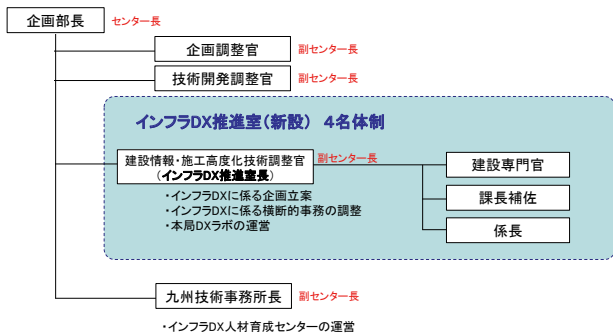 企画部長 センター長
企画調整官 副センター長
技術開発調整官 副センター長
インフラDX推進室(新設) 4名体制
建設情報・施工高度化技術調整官 副センター長
(インフラDX推進室長)
建設専門官
課長補佐
係長
・インフラDXに係る企画立案
・インフラDXに係る横断的事務の調整
・本局DXラボの運営
九州技術事務所長 副センター長
・インフラDX人材育成センターの運営